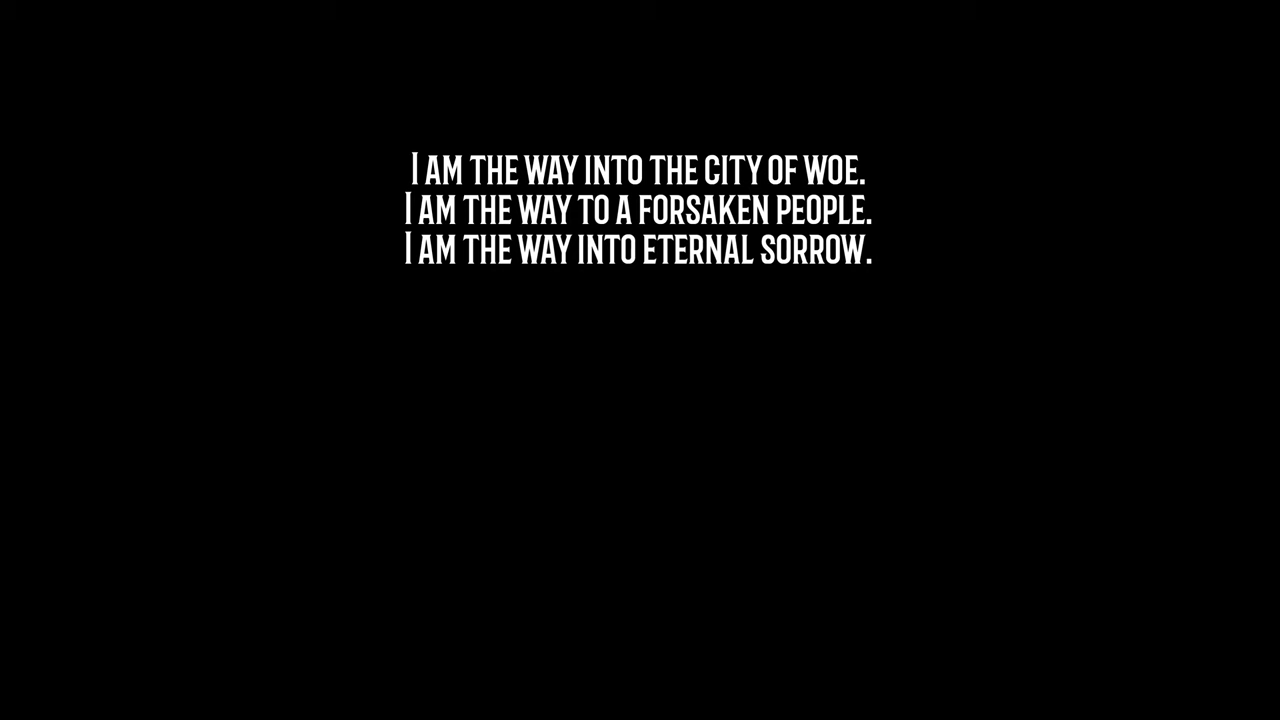 I AM THE WAY INTO THE CITY OF WOE.
I AM THE WAY TO A FORSAKEN PEOPLE.
I AM THE WAY INTO ETERNAL SORROW.